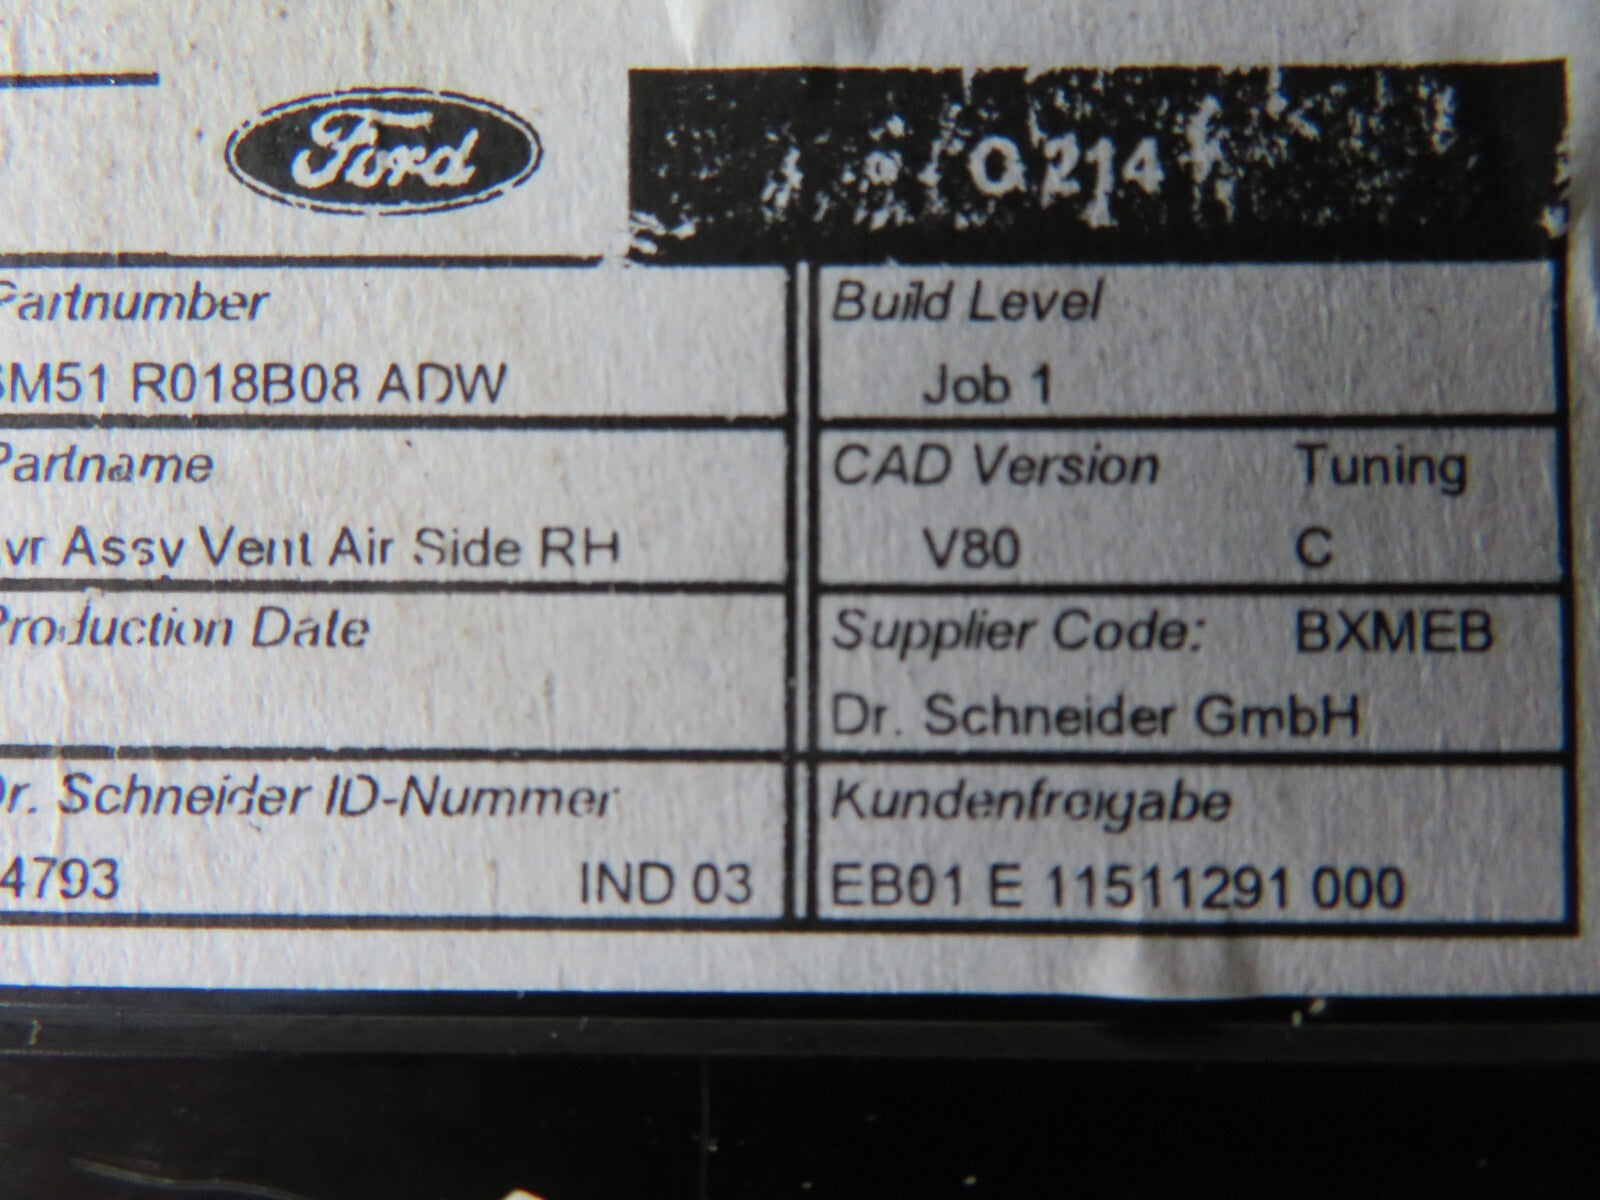 Ford
214
Partnumber
Build Level
M51 R018B08 ADW
Job 1
Partname
CAD Version Tuning
vr Assy Vent Air Side RH
V80 C
Production Date
Supplier Code: BXMEB
Dr. Schneider GmbH
Dr. Schneider ID-Nummer
Kundenfreigabe
4793 IND 03
EB01 E 11511291 000